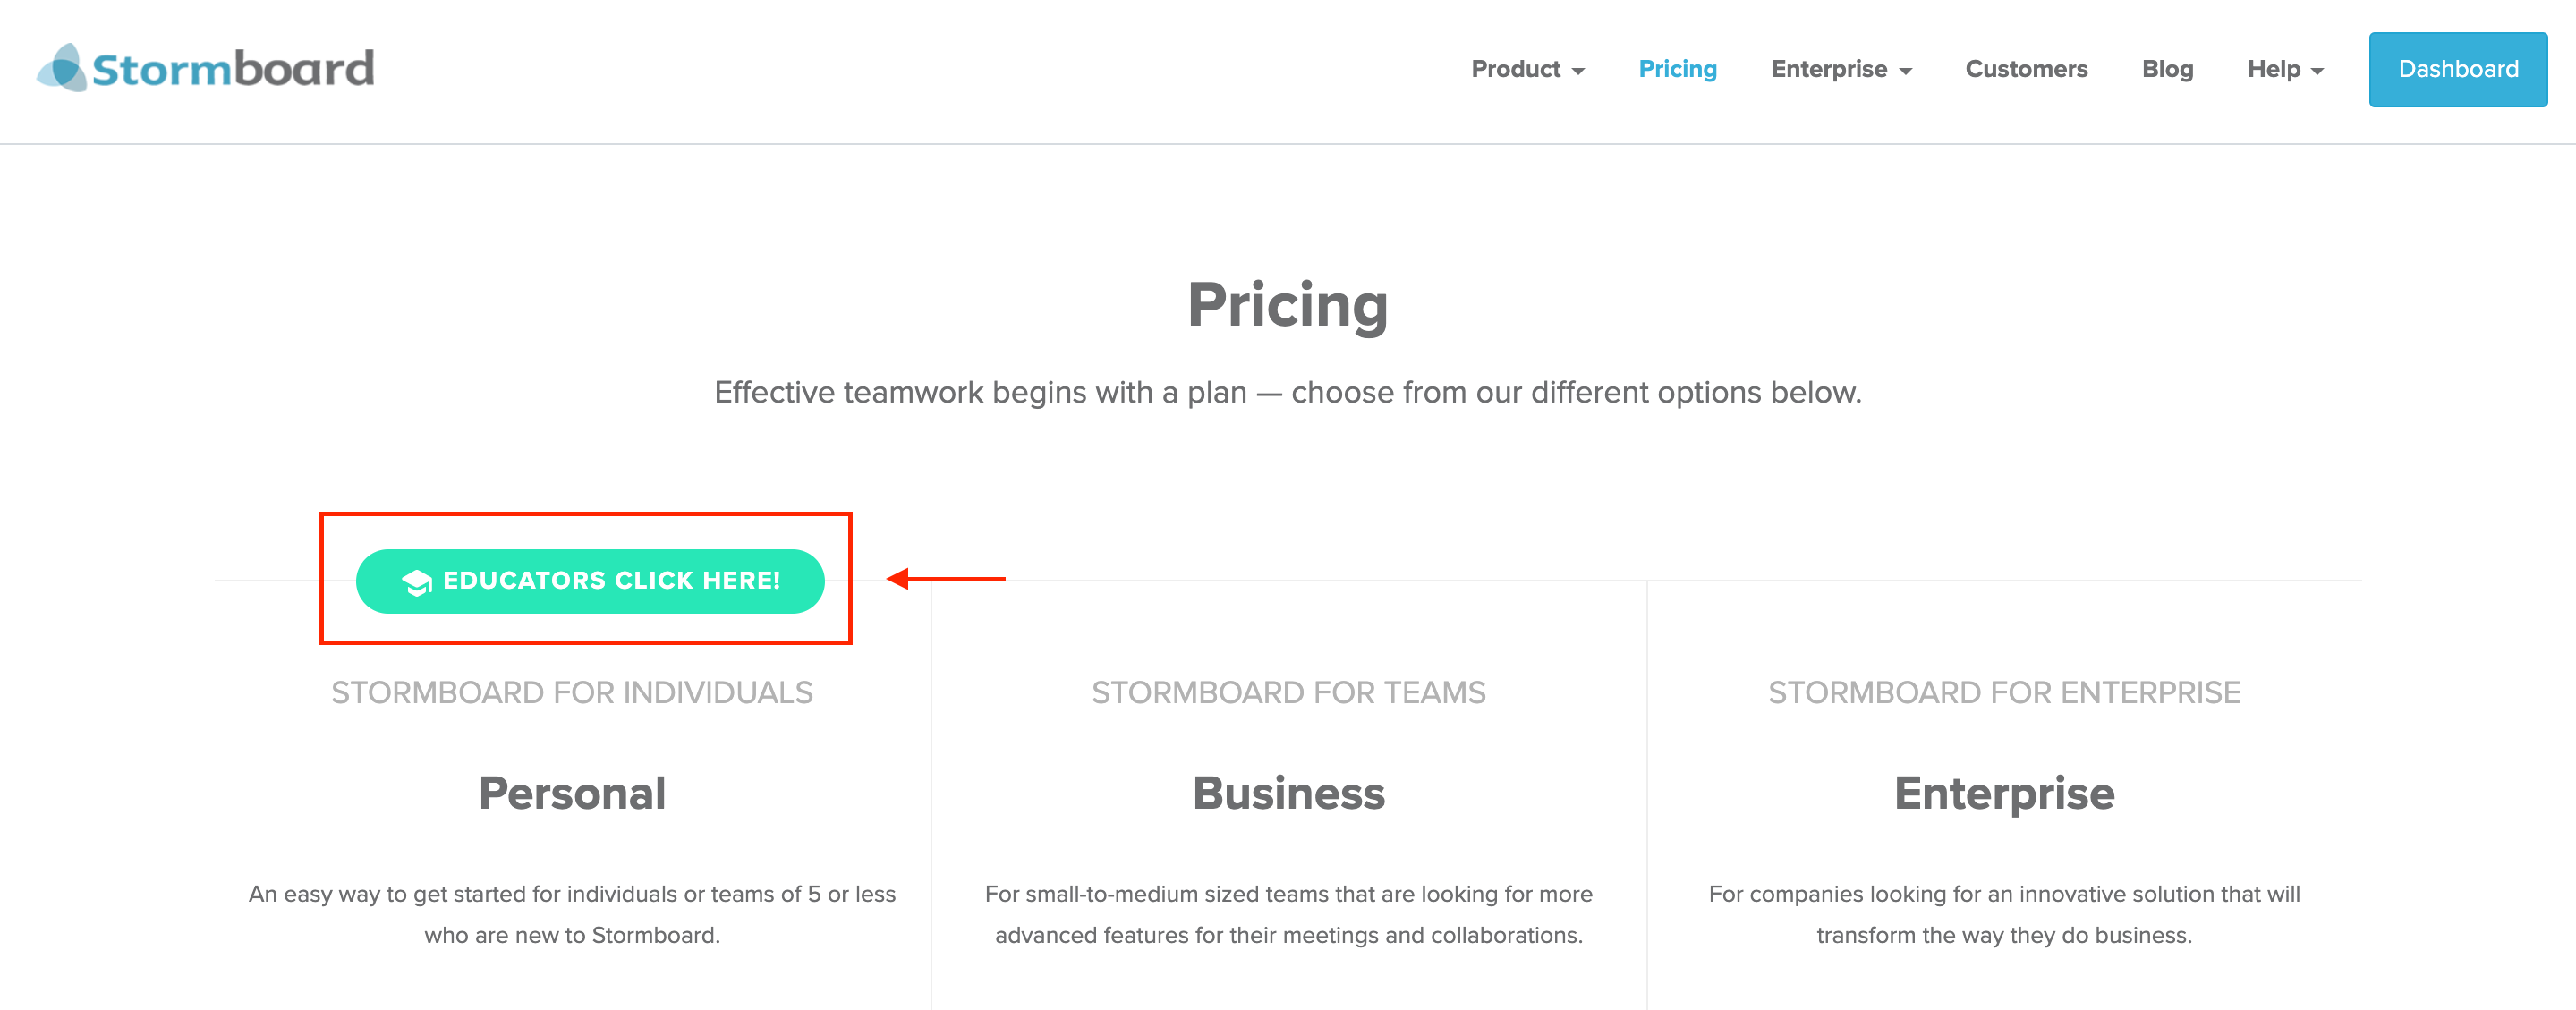 Stormboard
Product Pricing Enterprise Customers Blog Help Dashboard
Pricing
Effective teamwork begins with a plan — choose from our different options below.
EDUCATORS CLICK HERE!
STORMBOARD FOR INDIVIDUALS
Personal
An easy way to get started for individuals or teams of 5 or less
who are new to Stormboard.
STORMBOARD FOR TEAMS
Business
For small-to-medium sized teams that are looking for more
advanced features for their meetings and collaborations.
STORMBOARD FOR ENTERPRISE
Enterprise
For companies looking for an innovative solution that will
transform the way they do business.